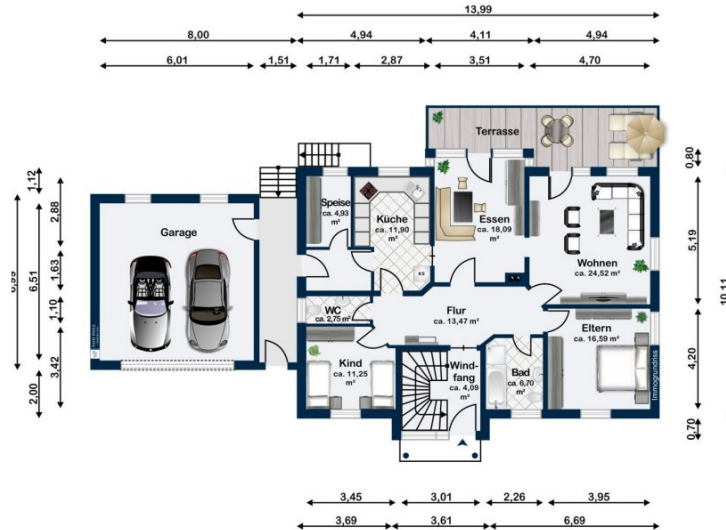 13,99
8,00
4,94
4,11
4,94
6,01
1,51
1,71
2,87
3,51
4,70
Terrasse
0,80
1,12
2,88
Speise
ca. 4,93
m²
Küche
ca. 11,90
m²
Essen
ca. 18,09
m²
5,19
Garage
Wohnen
ca. 24,52 m²
6,51
1,63
KS
10,11
1,10
WC
ca. 2,75 m²
Flur
ca. 13,47 m²
Eltern
ca. 16,59 m²
3,42
Kind
ca. 11,25
m²
Wind-
fang
ca. 4,09
m²
Bad
ca. 6,70
m²
4,20
Immogrundriss
2,00
0,70
3,45
3,01
2,26
3,95
3,69
3,61
6,69